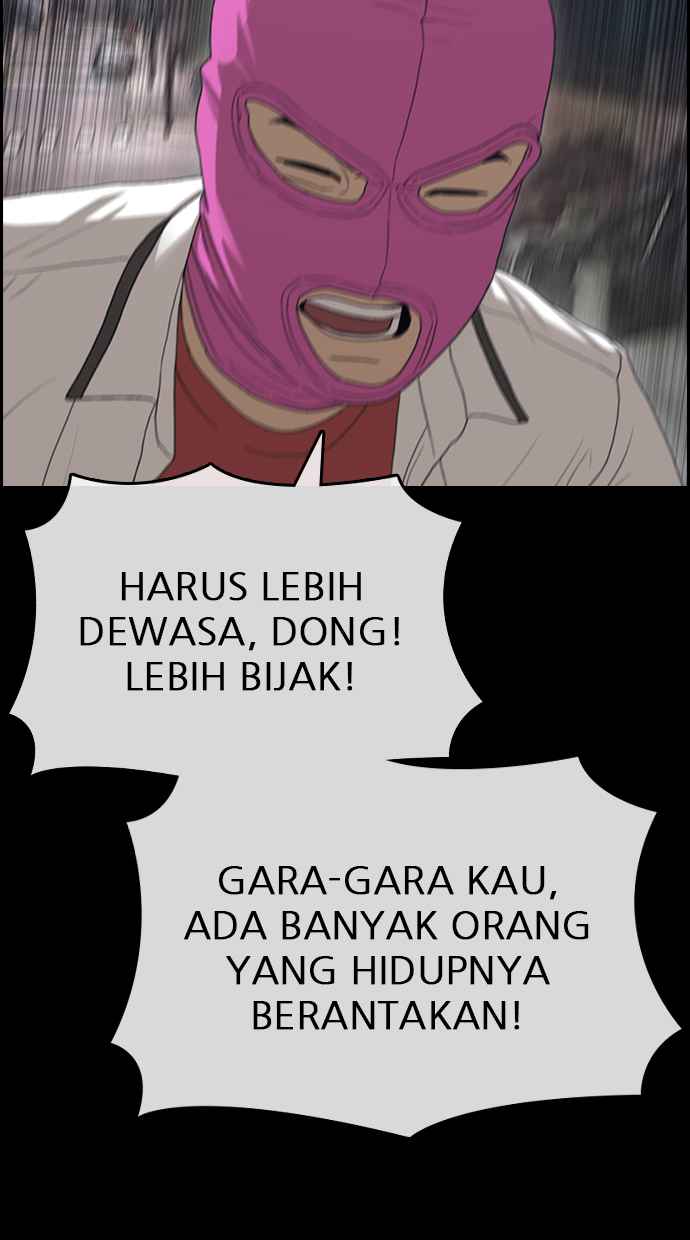 HARUS LEBIH
DEWASA, DONG!
LEBIH BIJAK!
GARA-GARA KAU,
ADA BANYAK ORANG
YANG HIDUPNYA
BERANTAKAN!